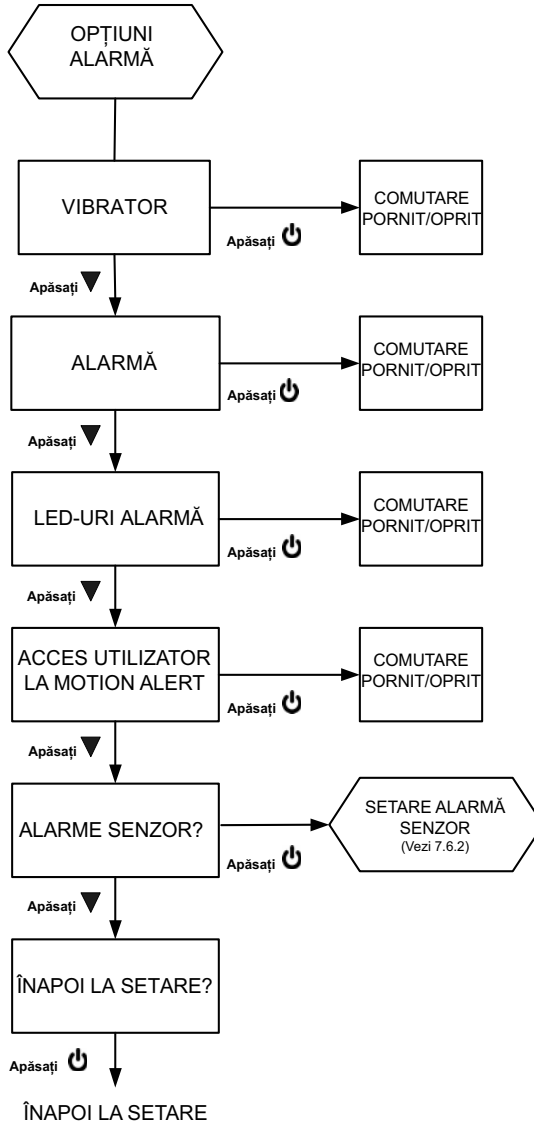 OPȚIUNI
ALARMĂ
VIBRATOR
Apăsați
COMUTARE
PORNIT/OPRIT
Apăsați
ALARMĂ
Apăsați
COMUTARE
PORNIT/OPRIT
Apăsați
LED-URI ALARMĂ
Apăsați
COMUTARE
PORNIT/OPRIT
Apăsați
ACCES UTILIZATOR
LA MOTION ALERT
Apăsați
COMUTARE
PORNIT/OPRIT
Apăsați
ALARME SENZOR?
Apăsați
SETARE ALARMĂ
SENZOR
(Vezi 7.6.2)
Apăsați
ÎNAPOI LA SETARE?
Apăsați
ÎNAPOI LA SETARE